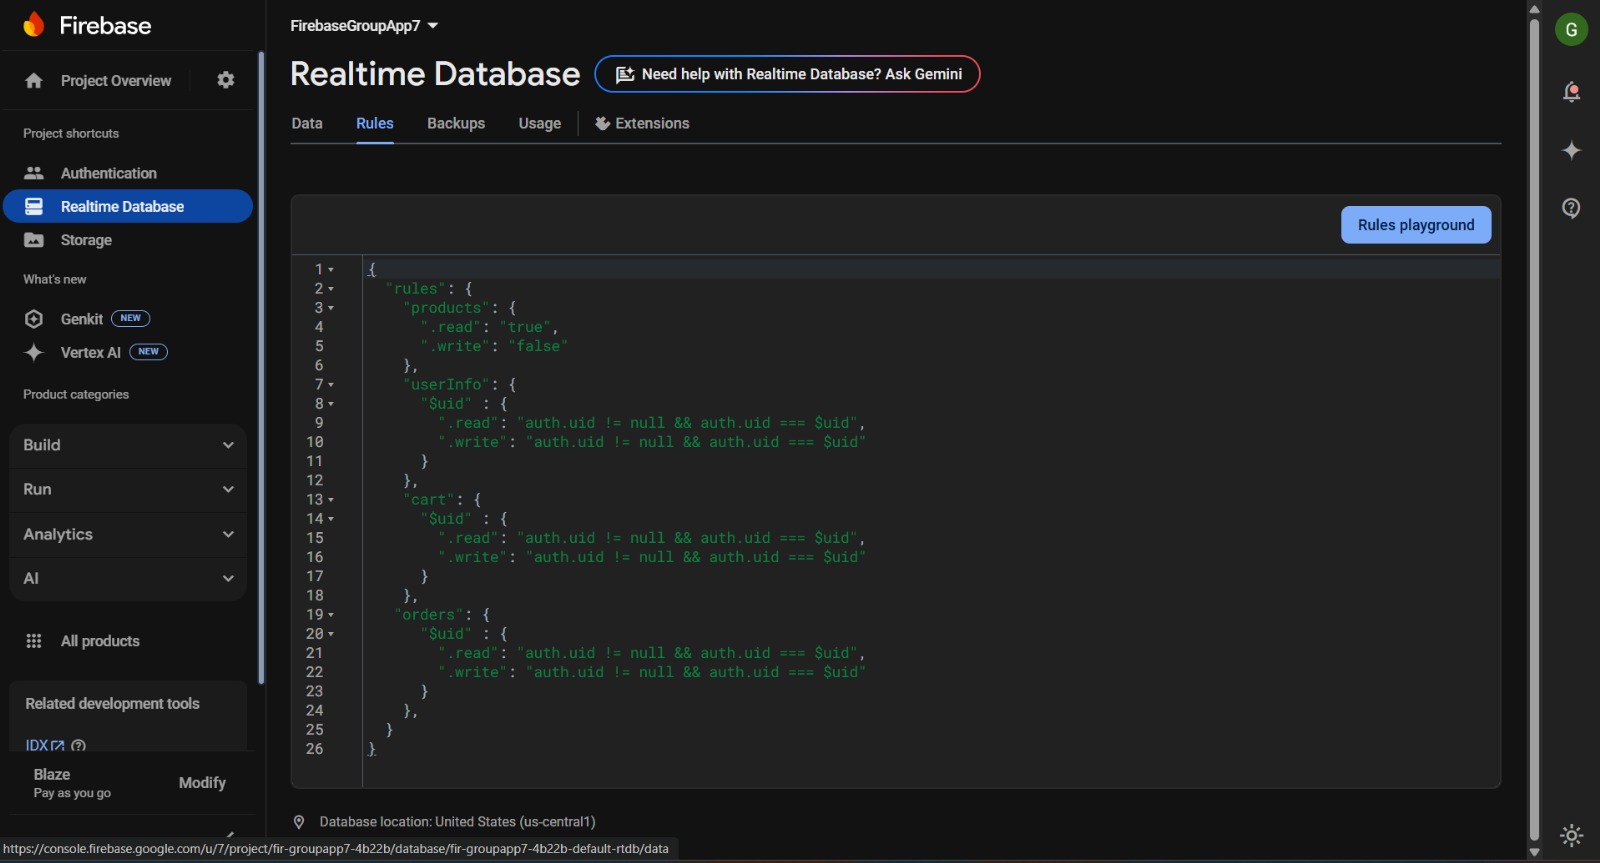 Firebase
Project Overview
Project shortcuts
Authentication
Realtime Database
Storage
What's new
Genkit NEW
Vertex AI NEW
Product categories
Build
Run
Analytics
AI
All products
Related development tools
IDX
Blaze
Pay as you go
Modify
FirebaseGroupApp7
Realtime Database
Need help with Realtime Database? Ask Gemini
Data Rules Backups Usage Extensions
Rules playground
1 {
2 "rules": {
3 "products": {
4 ".read": "true",
5 ".write": "false"
6 },
7 "userInfo": {
8 "$uid" : {
9 ".read": "auth.uid != null && auth.uid === $uid",
10 ".write": "auth.uid != null && auth.uid === $uid"
11 }
12 },
13 "cart": {
14 "$uid" : {
15 ".read": "auth.uid != null && auth.uid === $uid",
16 ".write": "auth.uid != null && auth.uid === $uid"
17 }
18 },
19 "orders": {
20 "$uid" : {
21 ".read": "auth.uid != null && auth.uid === $uid",
22 ".write": "auth.uid != null && auth.uid === $uid"
23 }
24 },
25 }
26 }
Database location: United States (us-central1)
https://console.firebase.google.com/u/7/project/fir-groupapp7-4b22b/database/fir-groupapp7-4b22b-default-rtdb/data
G